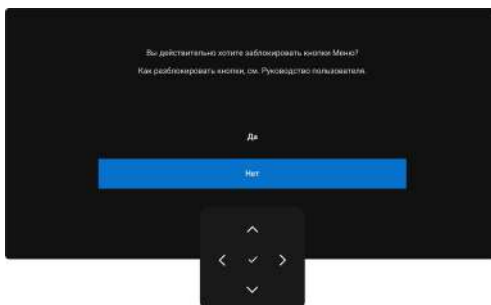 Вы действительно хотите заблокировать кнопки Меню?
Как разблокировать кнопки, см. Руководство пользователя.
Да
Нет